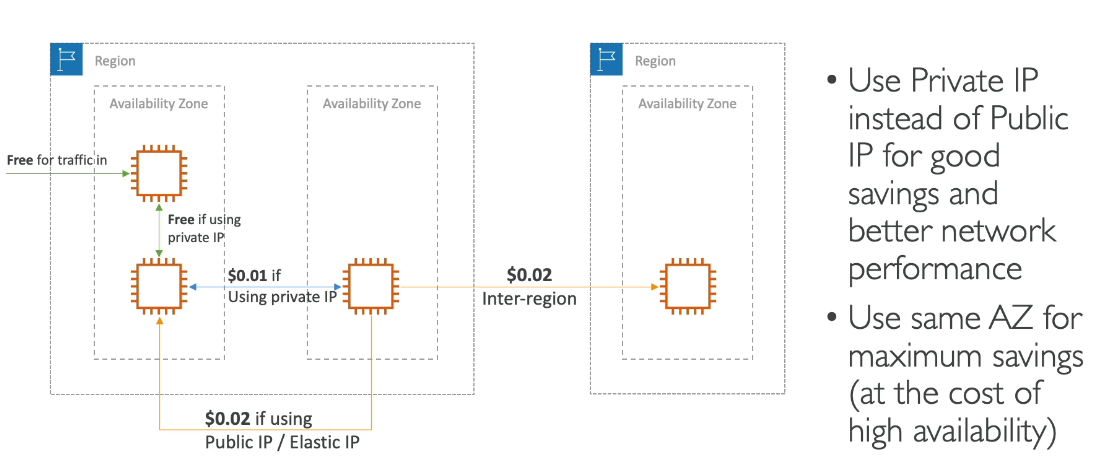 Region
Availability Zone
Availability Zone
Free for traffic in
Free if using
private IP
$0.01 if
Using private IP
$0.02
Inter-region
$0.02 if using
Public IP / Elastic IP
Region
Availability Zone
• Use Private IP
instead of Public
IP for good
savings and
better network
performance
• Use same AZ for
maximum savings
(at the cost of
high availability)